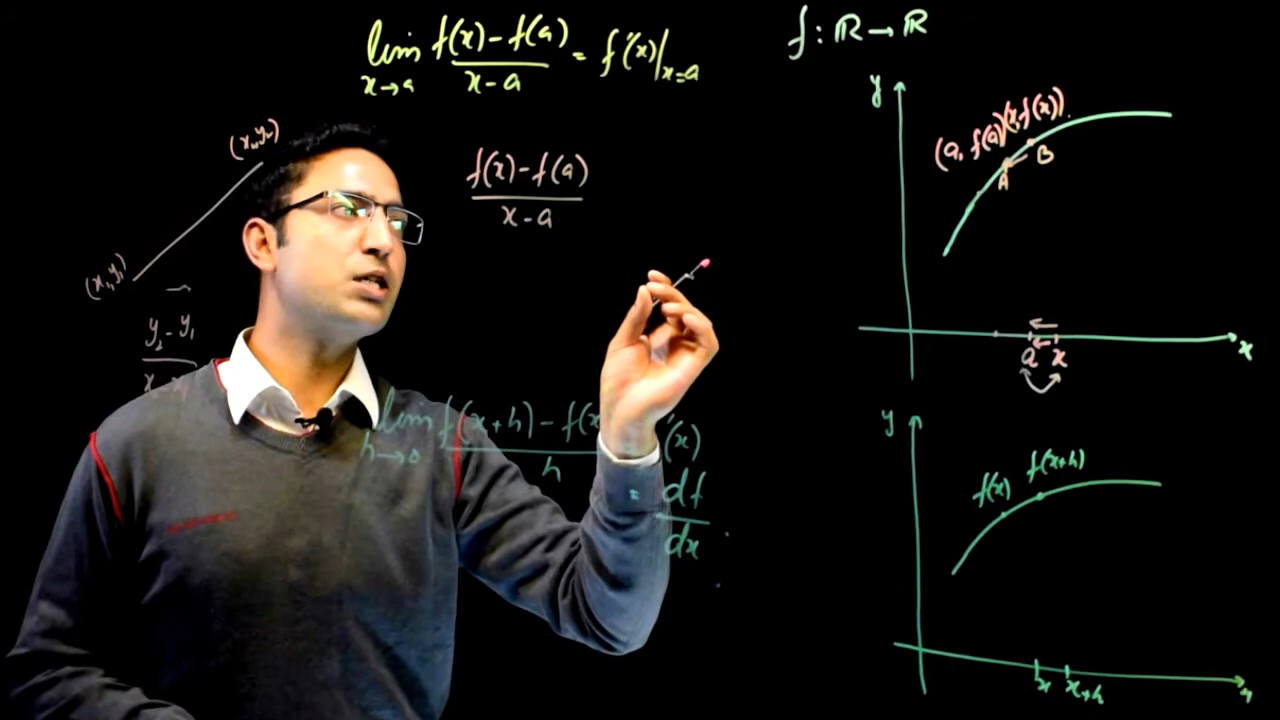 lim f(x)-f(a) / x-a = f'(x)|x=a
x→a
f : ℝ → ℝ
(x₂,y₂)
(x₁,y₁)
y₂ - y₁
x
f(x)-f(a)
x-a
y
(a, f(a)) (x, f(x))
A
B
a
x
x
lim f(x+h) - f(x
h→0
h
= '(x)
= df
dx
y
f(x)
f(x+h)
x
x+h